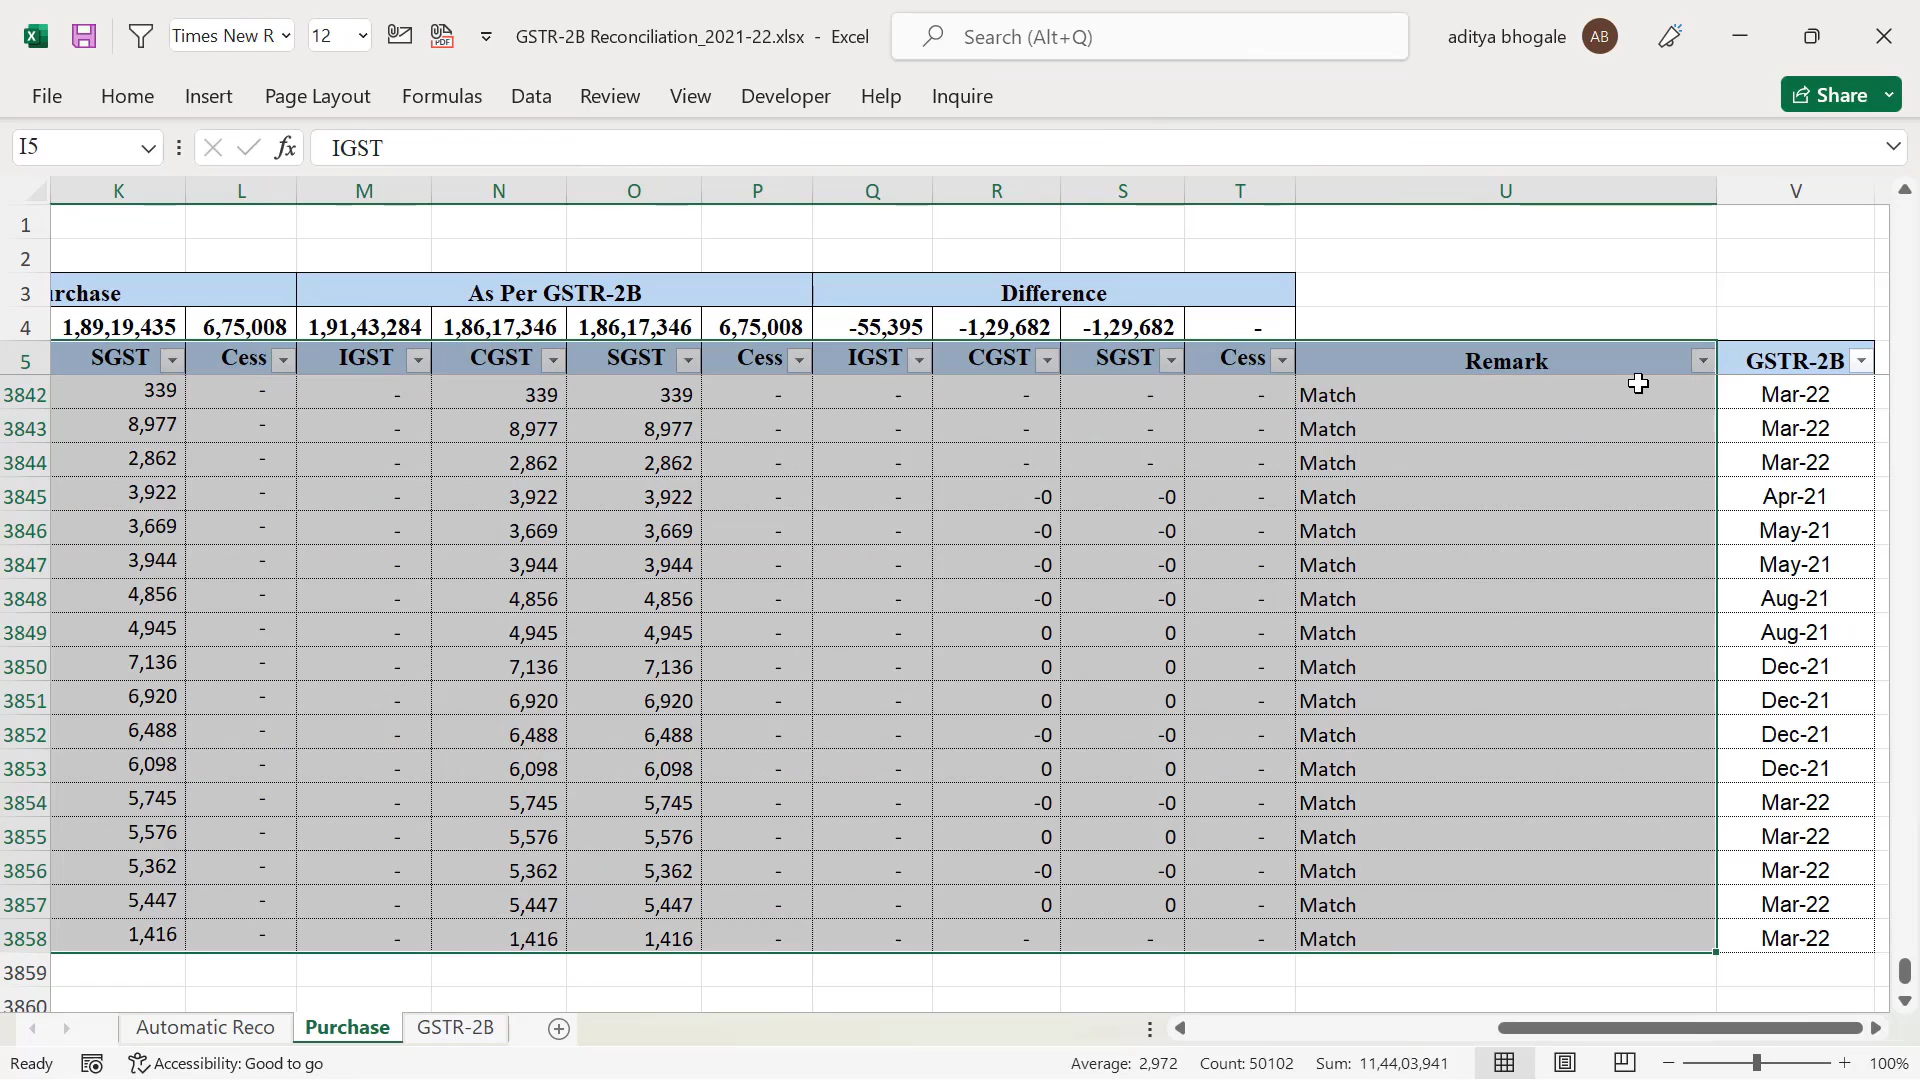 Times New R 12 GSTR-2B Reconciliation_2021-22.xlsx - Excel Search (Alt+Q) aditya bhogale AB
File Home Insert Page Layout Formulas Data Review View Developer Help Inquire Share
I5 fx IGST
K L M N O P Q R S T U V
1
2
3 urchase As Per GSTR-2B Difference
4 1,89,19,435 6,75,008 1,91,43,284 1,86,17,346 1,86,17,346 6,75,008 -55,395 -1,29,682 -1,29,682 -
5 SGST Cess IGST CGST SGST Cess IGST CGST SGST Cess Remark GSTR-2B
3842 339 - - 339 339 - - - - - Match Mar-22
3843 8,977 - - 8,977 8,977 - - - - - Match Mar-22
3844 2,862 - - 2,862 2,862 - - - - - Match Mar-22
3845 3,922 - - 3,922 3,922 - - -0 -0 - Match Apr-21
3846 3,669 - - 3,669 3,669 - - -0 -0 - Match May-21
3847 3,944 - - 3,944 3,944 - - -0 -0 - Match May-21
3848 4,856 - - 4,856 4,856 - - -0 -0 - Match Aug-21
3849 4,945 - - 4,945 4,945 - - 0 0 - Match Aug-21
3850 7,136 - - 7,136 7,136 - - 0 0 - Match Dec-21
3851 6,920 - - 6,920 6,920 - - 0 0 - Match Dec-21
3852 6,488 - - 6,488 6,488 - - -0 -0 - Match Dec-21
3853 6,098 - - 6,098 6,098 - - 0 0 - Match Dec-21
3854 5,745 - - 5,745 5,745 - - -0 -0 - Match Mar-22
3855 5,576 - - 5,576 5,576 - - 0 0 - Match Mar-22
3856 5,362 - - 5,362 5,362 - - -0 -0 - Match Mar-22
3857 5,447 - - 5,447 5,447 - - 0 0 - Match Mar-22
3858 1,416 - - 1,416 1,416 - - - - - Match Mar-22
3859
3860
Automatic Reco Purchase GSTR-2B
Ready Accessibility: Good to go Average: 2,972 Count: 50102 Sum: 11,44,03,941 100%